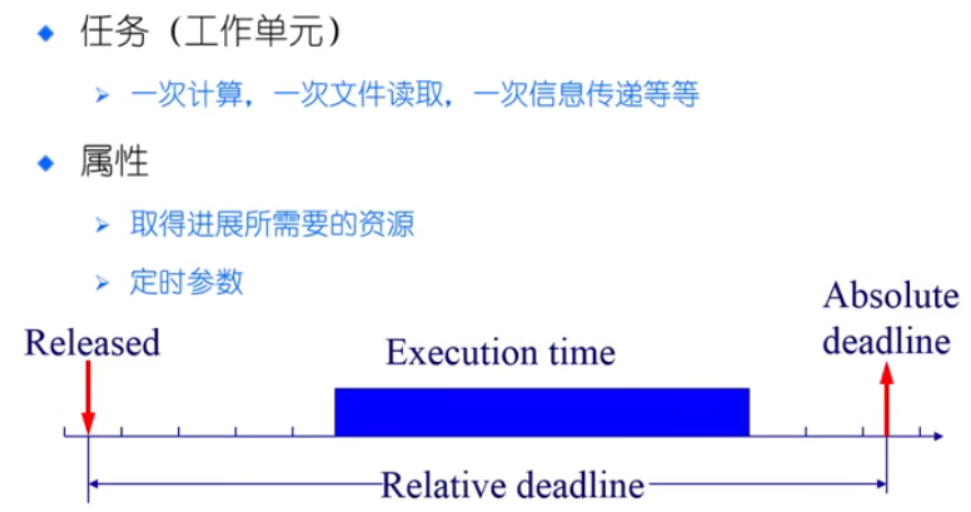 任务（工作单元）
一次计算，一次文件读取，一次信息传递等等
属性
取得进展所需要的资源
定时参数
Released
Execution time
Absolute
deadline
Relative deadline